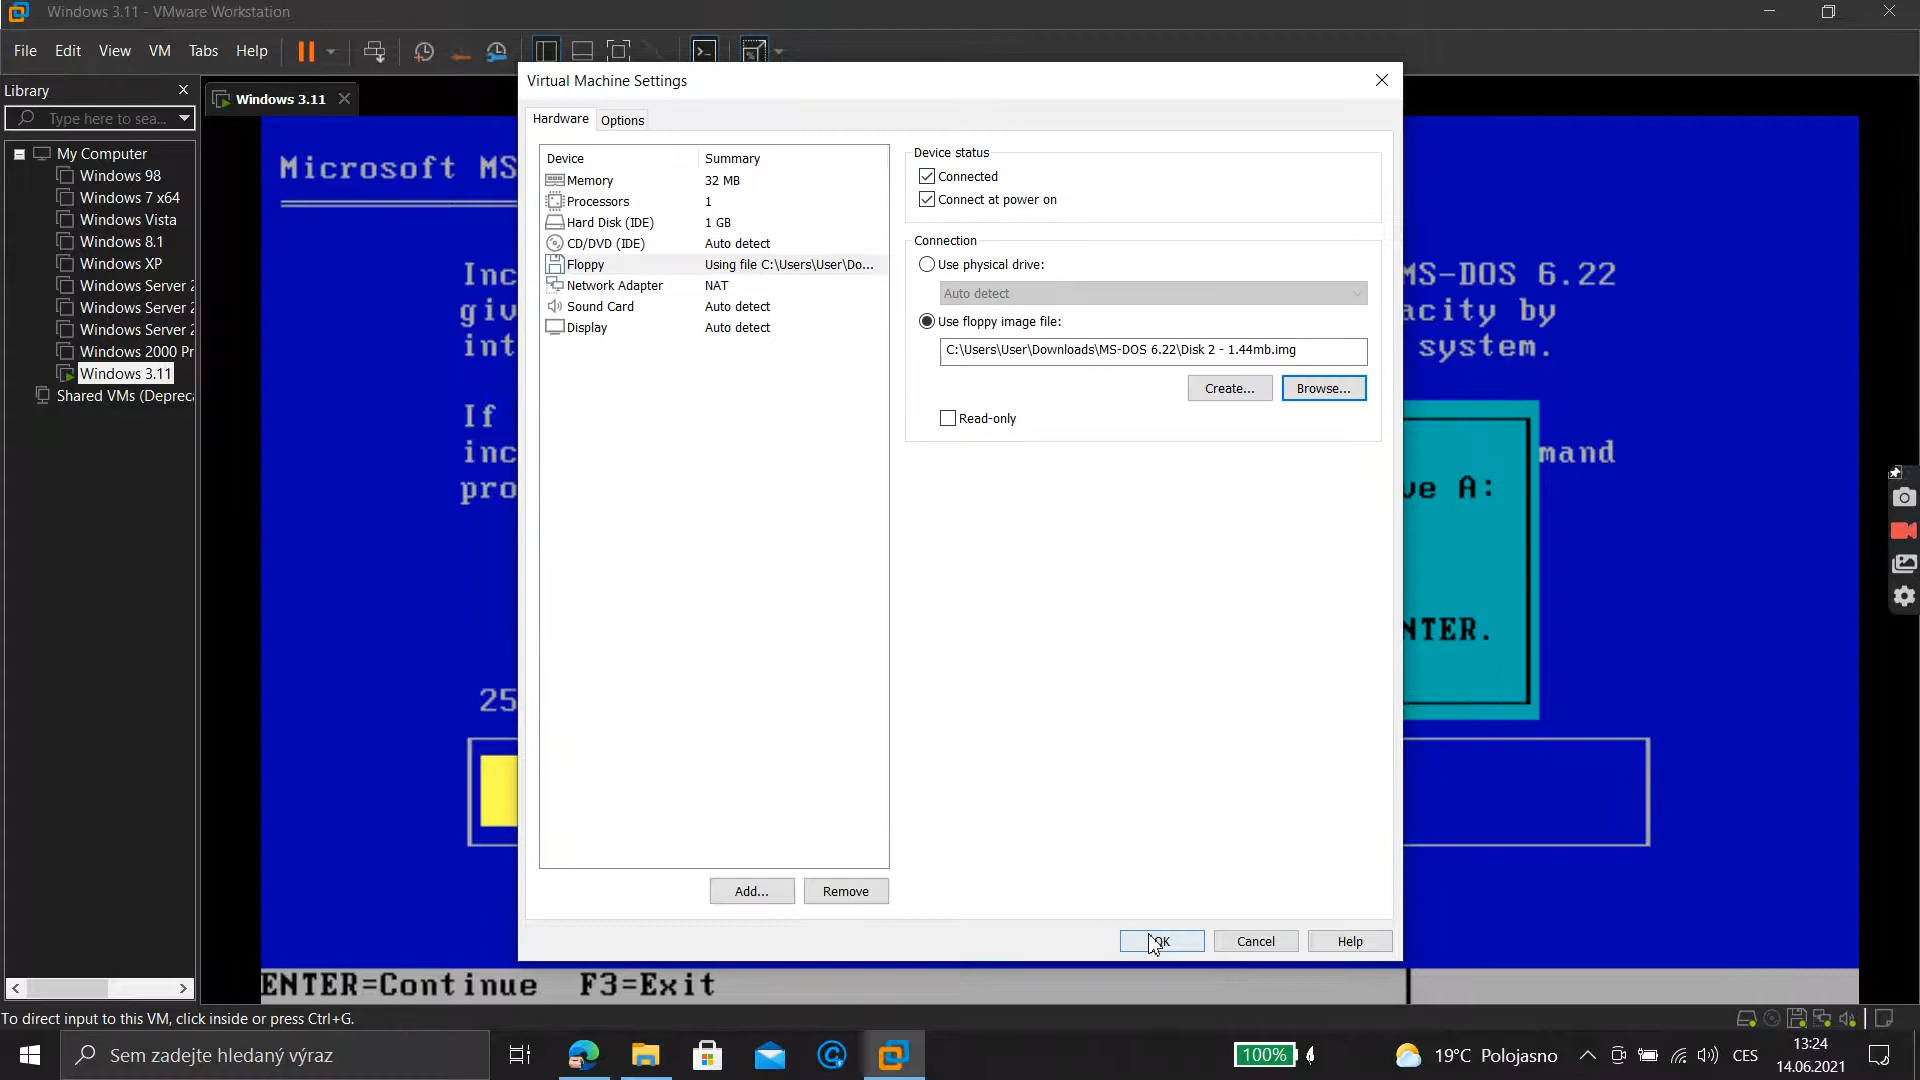 Windows 3.11 - VMware Workstation
File Edit View VM Tabs Help
Library
Type here to sea...
My Computer
Windows 98
Windows 7 x64
Windows Vista
Windows 8.1
Windows XP
Windows Server 2
Windows Server 2
Windows Server 2
Windows 2000 Pr
Windows 3.11
Shared VMs (Depreca
Windows 3.11
Microsoft MS
Inc
giv
int
MS-DOS 6.22
acity by
system.
If
inc
pro
mand
ve A:
NTER.
25
ENTER=Continue F3=Exit
Virtual Machine Settings
Hardware Options
Device Summary
Memory 32 MB
Processors 1
Hard Disk (IDE) 1 GB
CD/DVD (IDE) Auto detect
Floppy Using file C:\Users\User\Do...
Network Adapter NAT
Sound Card Auto detect
Display Auto detect
Add... Remove
Device status
Connected
Connect at power on
Connection
Use physical drive:
Auto detect
Use floppy image file:
C:\Users\User\Downloads\MS-DOS 6.22\Disk 2 - 1.44mb.img
Create... Browse...
Read-only
OK Cancel Help
To direct input to this VM, click inside or press Ctrl+G.
Sem zadejte hledaný výraz
100%
19°C Polojasno
CES
13:24
14.06.2021